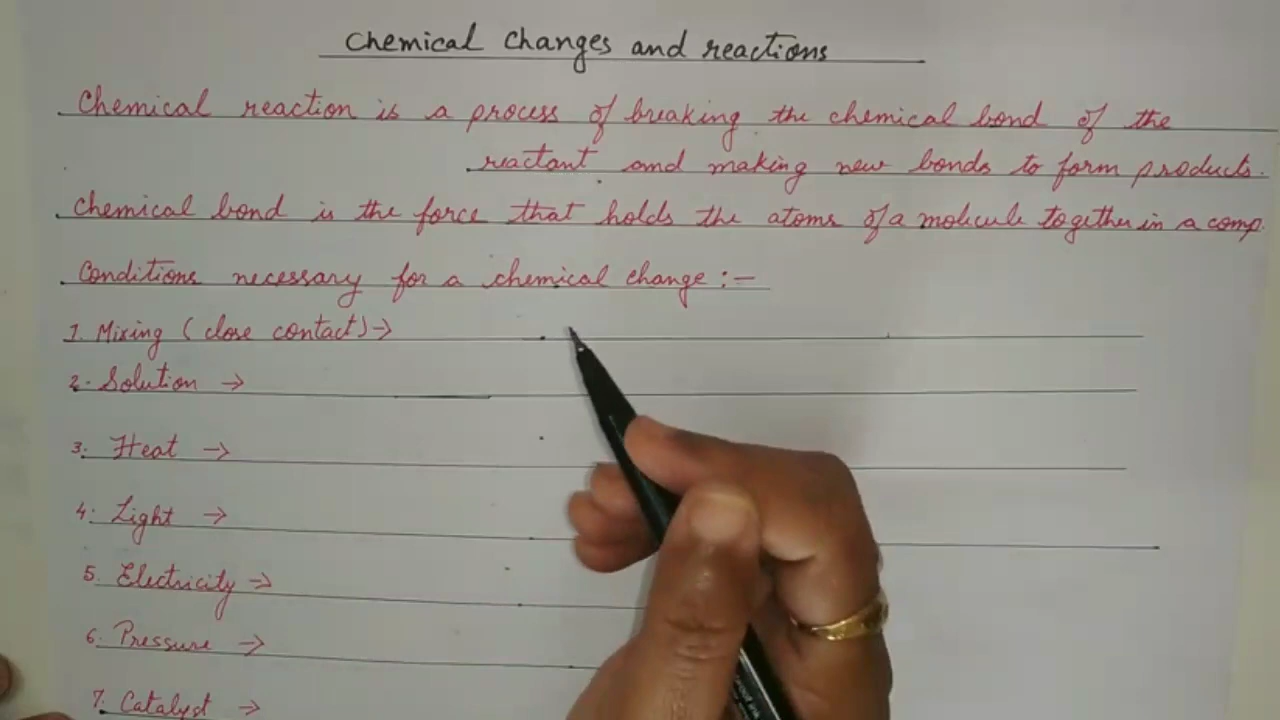 Chemical changes and reactions
Chemical reaction is a process of breaking the chemical bond of the
reactant and making new bonds to form products.
Chemical bond is the force that holds the atoms of a molecule together in a comp.
Conditions necessary for a chemical change :-
1. Mixing (close contact) ->
2. Solution ->
3. Heat ->
4. Light ->
5. Electricity ->
6. Pressure ->
7. Catalyst ->